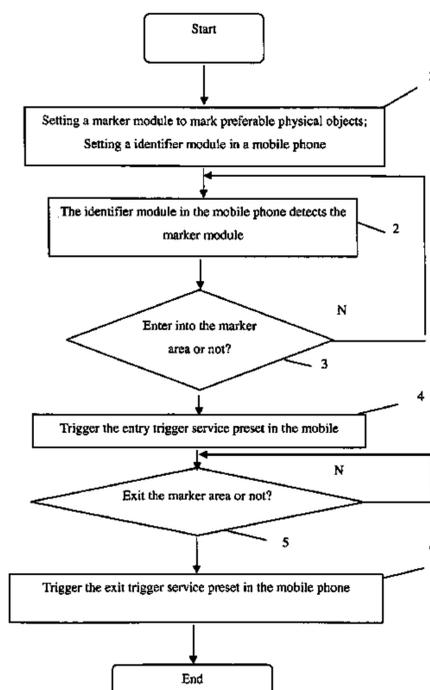 Start
Setting a marker module to mark preferable physical objects;
Setting a identifier module in a mobile phone
The identifier module in the mobile phone detects the
marker module
2
N
Enter into the marker
area or not?
3
4
Trigger the entry trigger service preset in the mobile
N
Exit the marker area or not?
5
Trigger the exit trigger service preset in the mobile phone
End